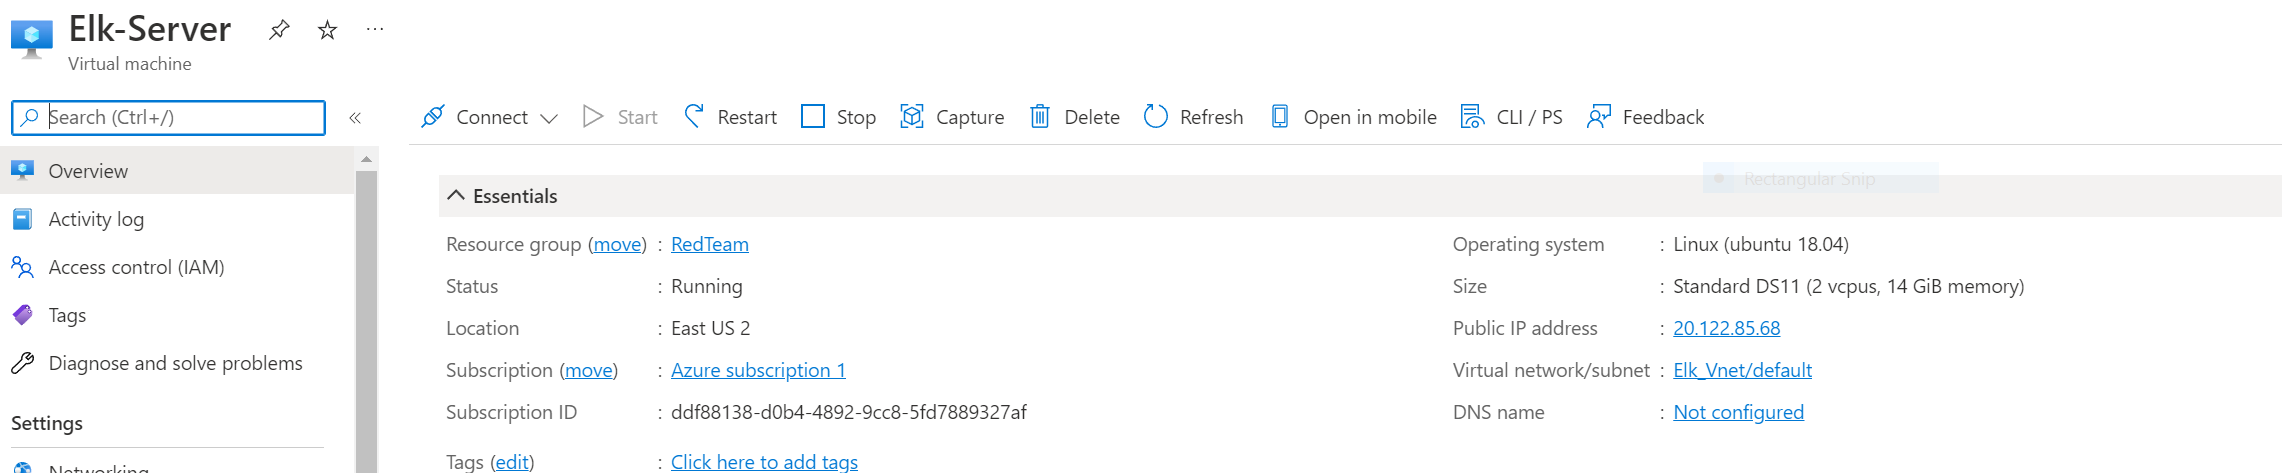 Elk-Server
Virtual machine
Search (Ctrl+/)
Connect Start Restart Stop Capture Delete Refresh Open in mobile CLI / PS Feedback
Overview
Activity log
Access control (IAM)
Tags
Diagnose and solve problems
Settings
Networking
Rectangular Snip
Essentials
Resource group (move) : RedTeam
Status : Running
Location : East US 2
Subscription (move) : Azure subscription 1
Subscription ID : ddf88138-d0b4-4892-9cc8-5fd7889327af
Tags (edit) : Click here to add tags
Operating system : Linux (ubuntu 18.04)
Size : Standard DS11 (2 vcpus, 14 GiB memory)
Public IP address : 20.122.85.68
Virtual network/subnet : Elk_Vnet/default
DNS name : Not configured